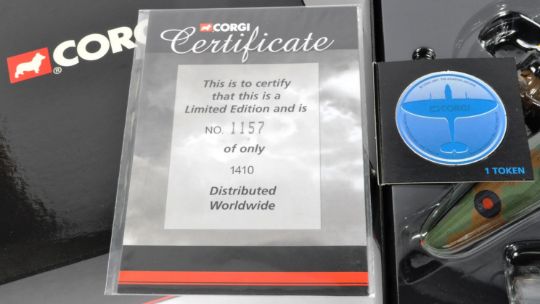 CORGI
®
CORGI
Certificate
This is to certify
that this is a
Limited Edition and is
NO. 1157
of only
1410
Distributed
Worldwide
CORGI
1 TOKEN